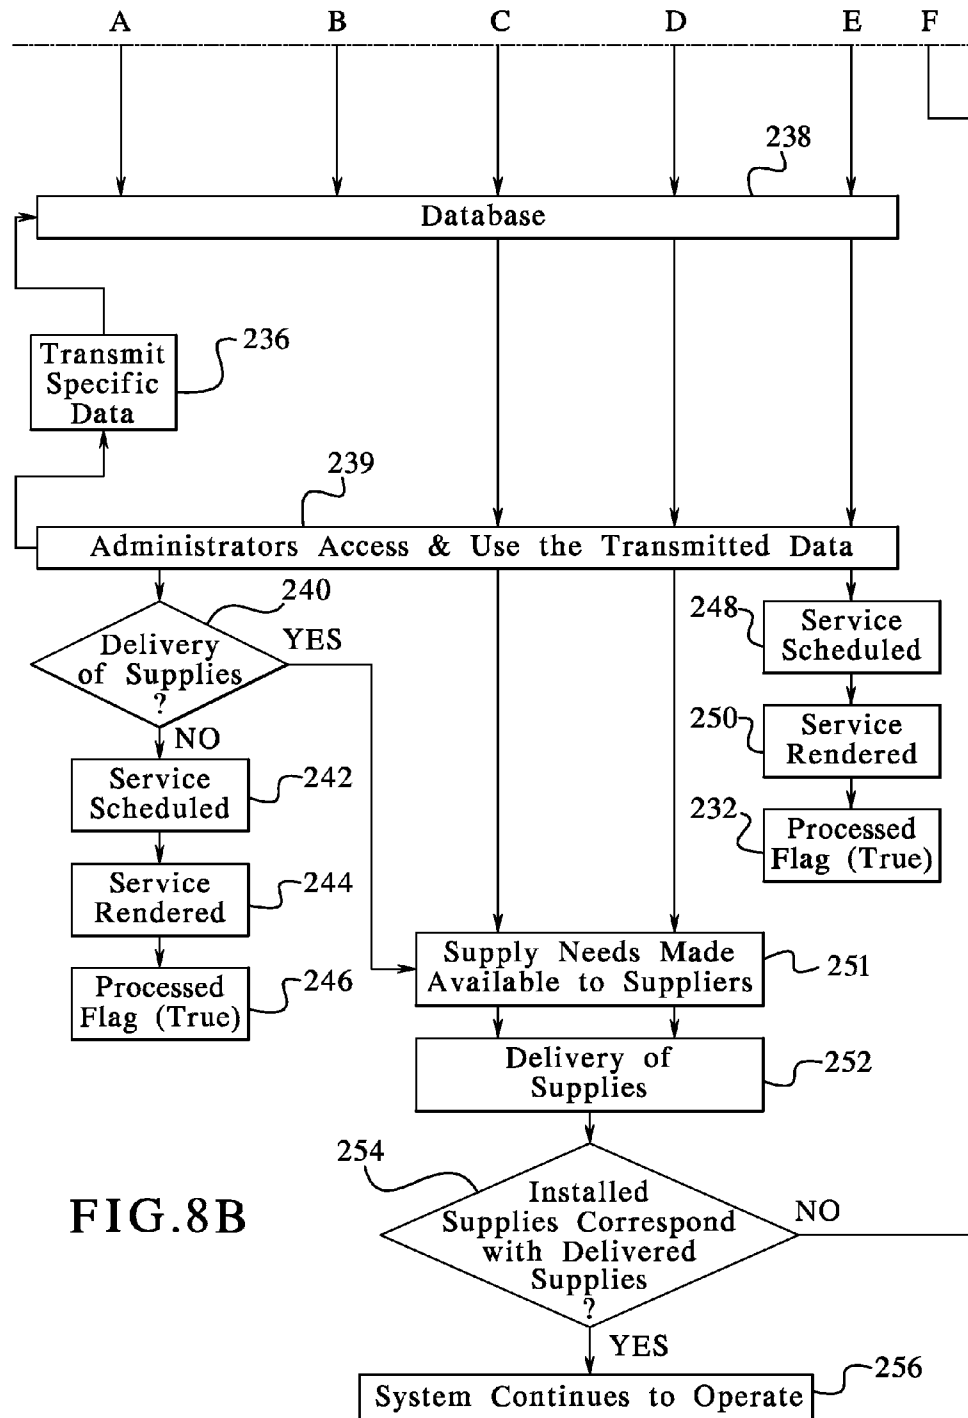 A B C D E F
238
Database
236
Transmit
Specific
Data
239
Administrators Access & Use the Transmitted Data
240
Delivery
of Supplies
?
YES
NO
248
Service
Scheduled
250
Service
Rendered
232
Processed
Flag (True)
Service
Scheduled
242
Service
Rendered
244
Processed
Flag (True)
246
Supply Needs Made
Available to Suppliers
251
Delivery of
Supplies
252
254
Installed
Supplies Correspond
with Delivered
Supplies
?
NO
YES
FIG.8B
System Continues to Operate
256